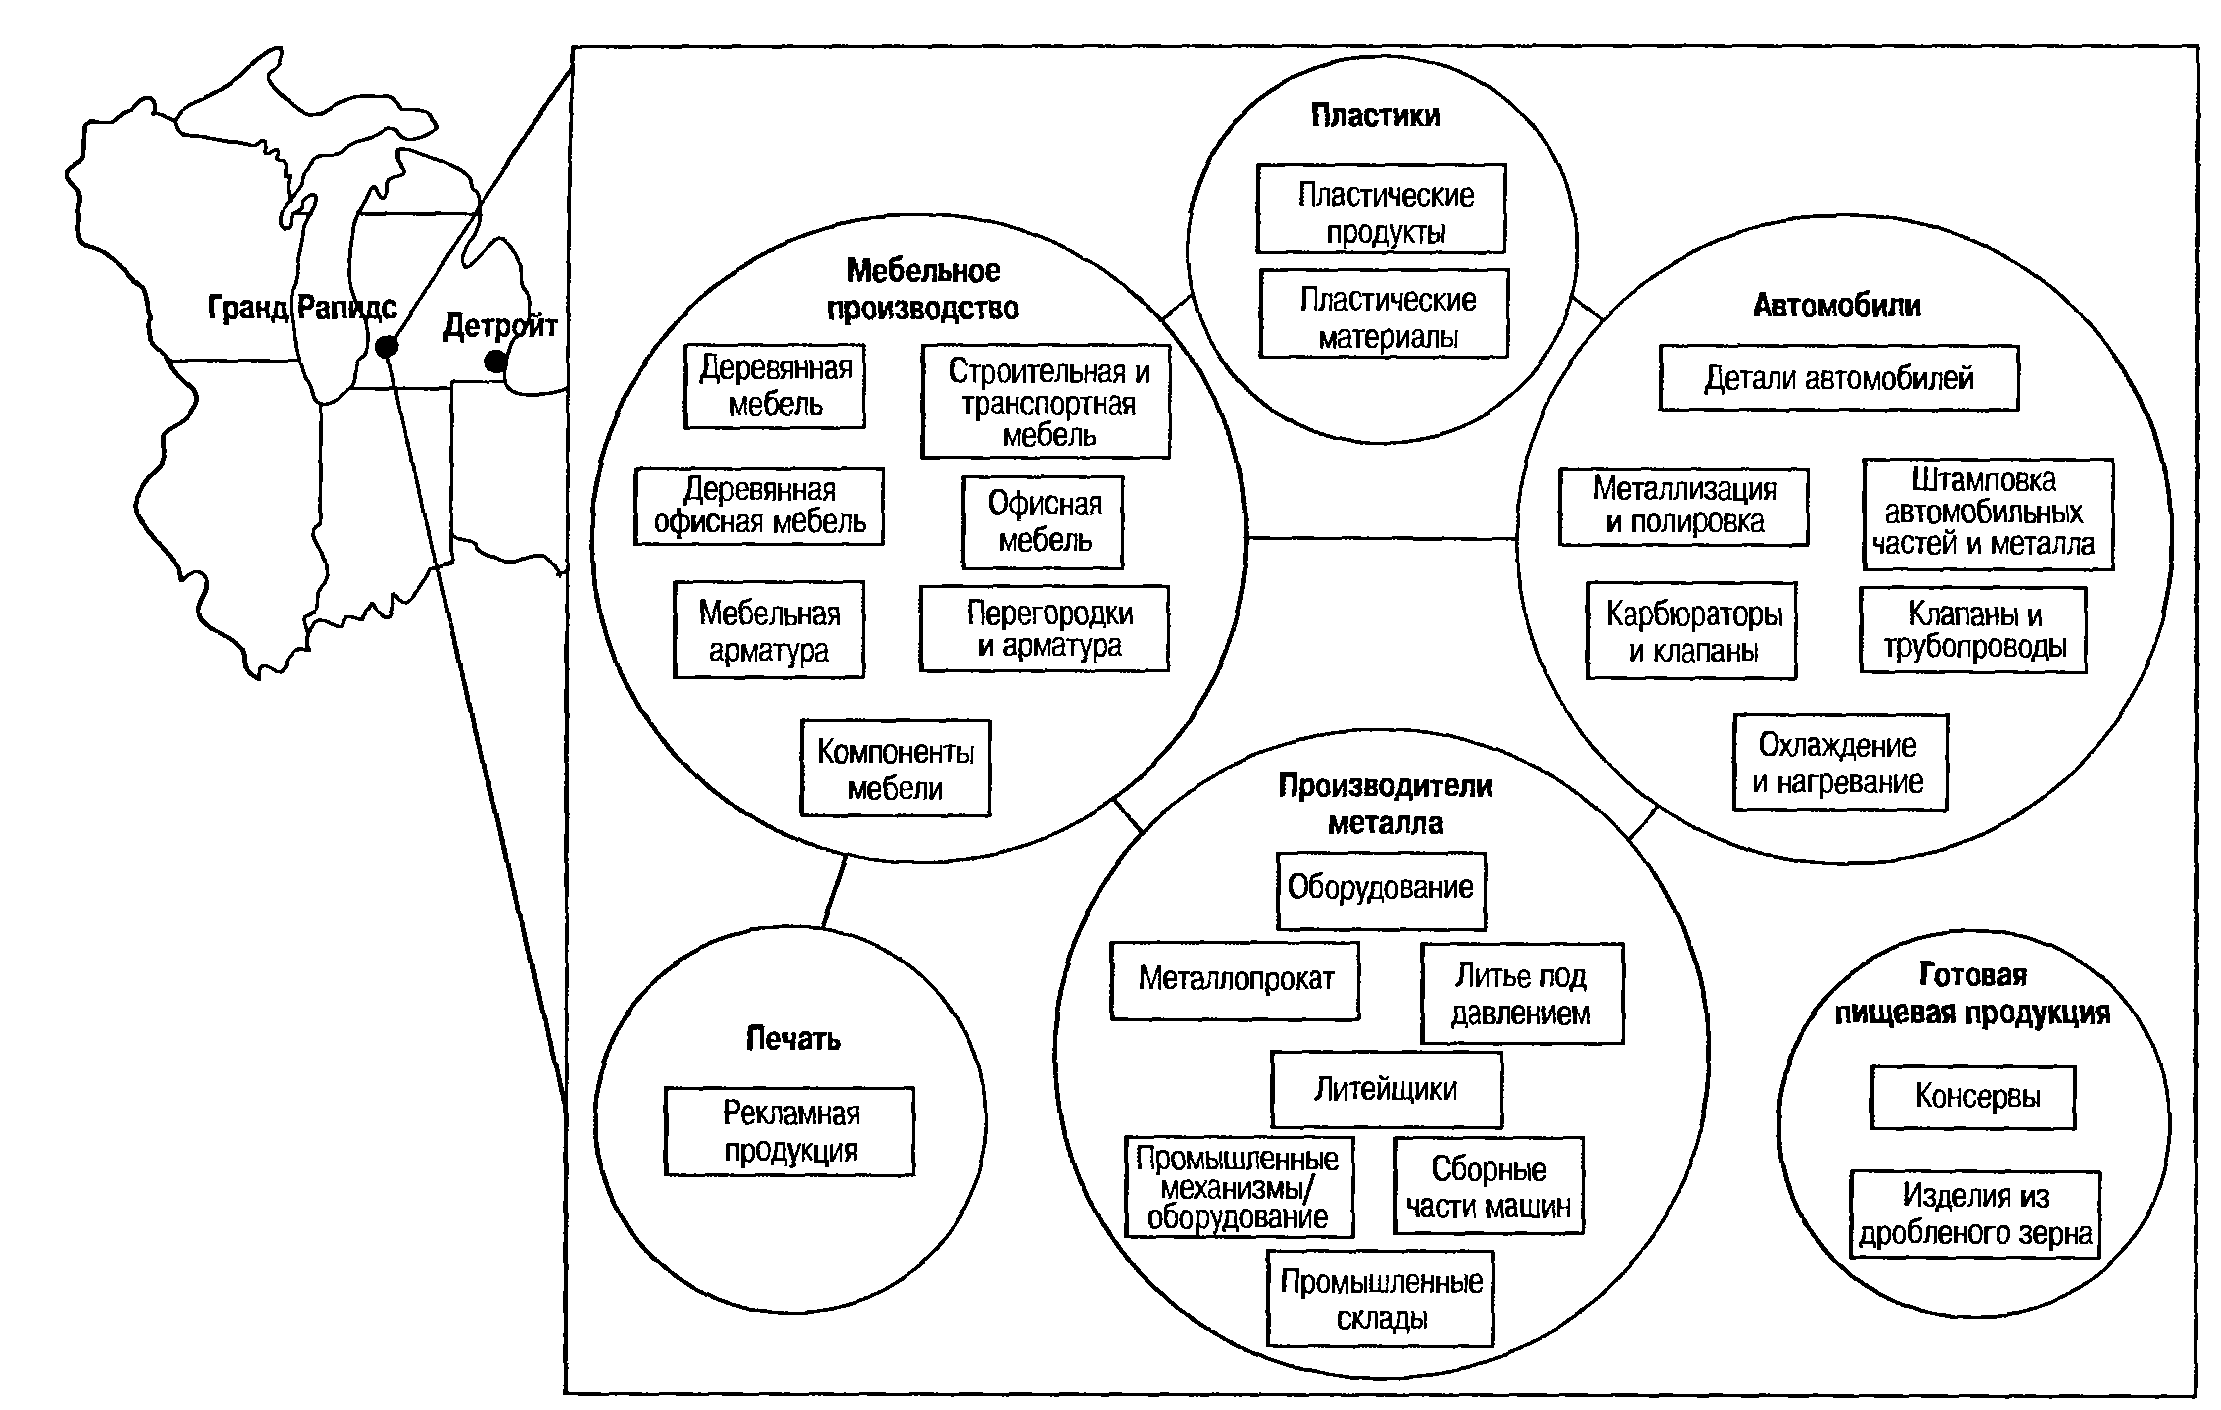 Гранд Рапидс
Детройт
Пластики
Пластические
продукты
Пластические
материалы
Мебельное
производство
Деревянная
мебель
Строительная и
транспортная
мебель
Деревянная
офисная мебель
Офисная
мебель
Мебельная
арматура
Перегородки
и арматура
Компоненты
мебели
Автомобили
Детали автомобилей
Металлизация
и полировка
Штамповка
автомобильных
частей и металла
Карбюраторы
и клапаны
Клапаны и
трубопроводы
Охлаждение
и нагревание
Производители
металла
Оборудование
Металлопрокат
Литье под
давлением
Литейщики
Промышленные
механизмы/
оборудование
Сборные
части машин
Промышленные
склады
Печать
Рекламная
продукция
Готовая
пищевая продукция
Консервы
Изделия из
дробленого зерна